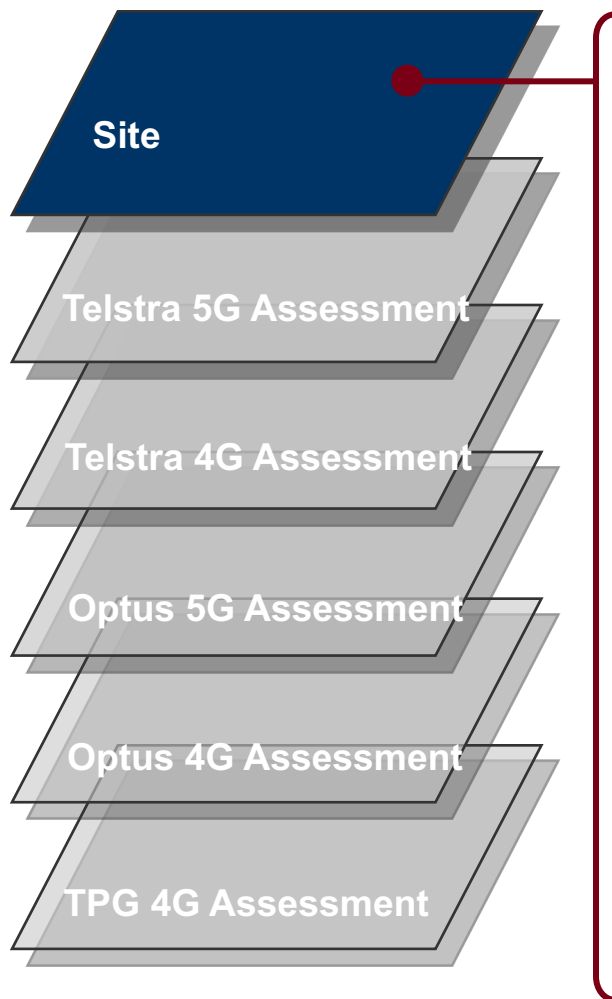 Site
Telstra 5G Assessment
Telstra 4G Assessment
Optus 5G Assessment
Optus 4G Assessment
TPG 4G Assessment